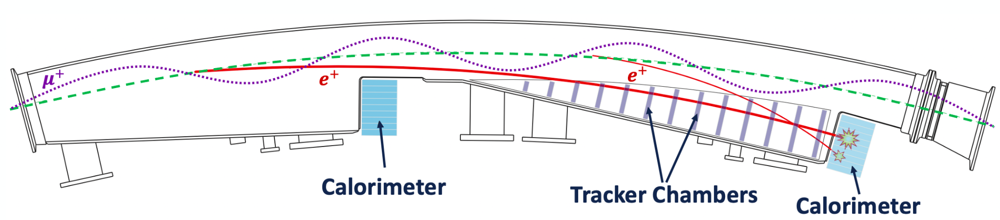 μ⁺
e⁺
e⁺
Calorimeter
Tracker Chambers
Calorimeter